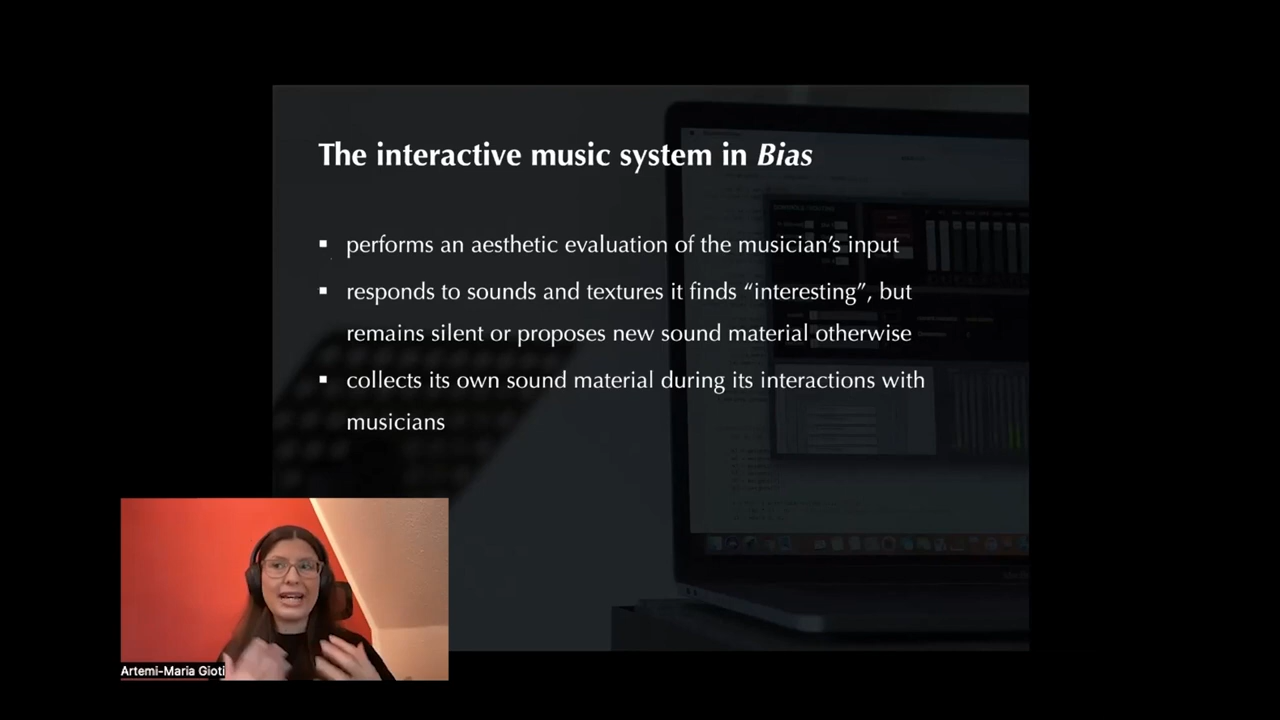 The interactive music system in Bias
▪ performs an aesthetic evaluation of the musician’s input
▪ responds to sounds and textures it finds “interesting”, but
remains silent or proposes new sound material otherwise
▪ collects its own sound material during its interactions with
musicians
Artemi-Maria Gioti